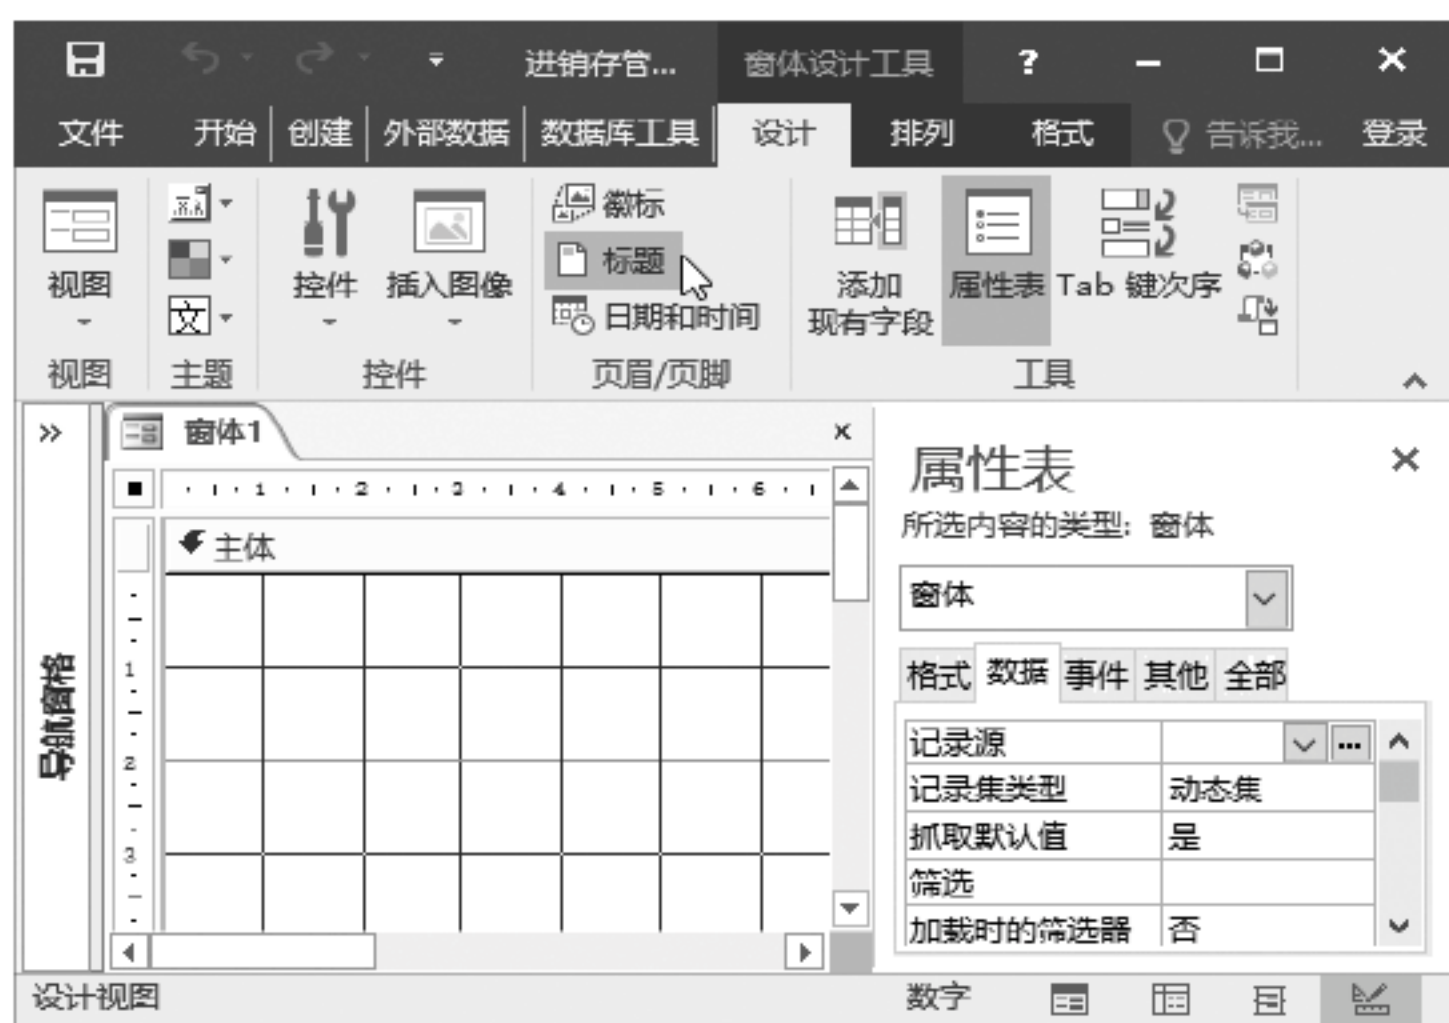 进销存管... 窗体设计工具 ?
文件 开始 创建 外部数据 数据库工具 设计 排列 格式 告诉我... 登录
徽标
标题
日期和时间
视图 控件 插入图像 添加现有字段 属性表 Tab 键次序
视图 主题 控件 页眉/页脚 工具
窗体1
1 2 3 4 5 6
主体
1
2
3
导航窗格
属性表
所选内容的类型: 窗体
窗体
格式 数据 事件 其他 全部
记录源
记录集类型 动态集
抓取默认值 是
筛选
加载时的筛选器 否
设计视图 数字